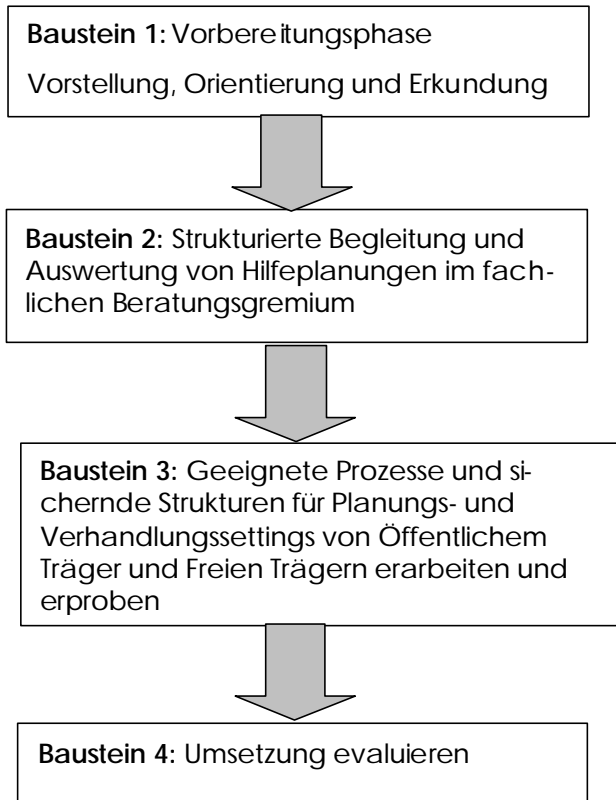 Baustein 1: Vorbereitungsphase
Vorstellung, Orientierung und Erkundung
Baustein 2: Strukturierte Begleitung und
Auswertung von Hilfeplanungen im fach-
lichen Beratungsgremium
Baustein 3: Geeignete Prozesse und si-
chernde Strukturen für Planungs- und
Verhandlungssettings von Öffentlichem
Träger und Freien Trägern erarbeiten und
erproben
Baustein 4: Umsetzung evaluieren